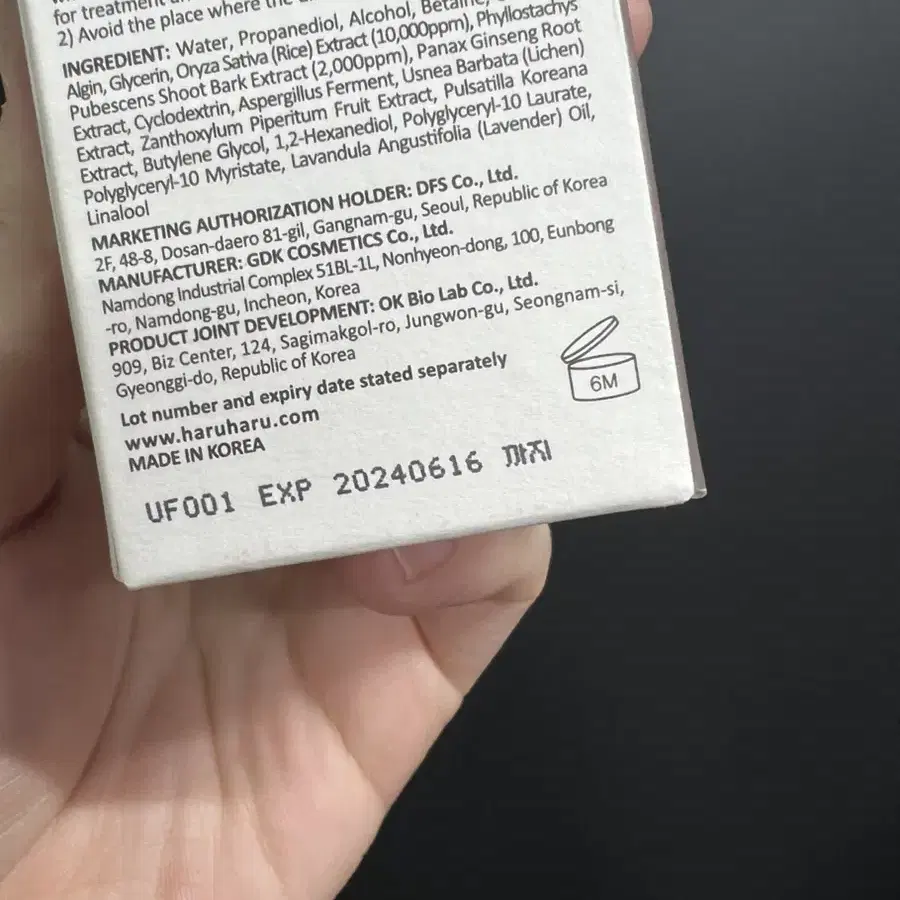 for treatment
2) Avoid the place where the
INGREDIENT: Water, Propanediol, Alcohol, Betaine,
Algin, Glycerin, Oryza Sativa (Rice) Extract (10,000ppm), Phyllostachys
Pubescens Shoot Bark Extract (2,000ppm), Panax Ginseng Root
Extract, Cyclodextrin, Aspergillus Ferment, Usnea Barbata (Lichen)
Extract, Zanthoxylum Piperitum Fruit Extract, Pulsatilla Koreana
Extract, Butylene Glycol, 1,2-Hexanediol, Polyglyceryl-10 Laurate,
Polyglyceryl-10 Myristate, Lavandula Angustifolia (Lavender) Oil,
Linalool
MARKETING AUTHORIZATION HOLDER: DFS Co., Ltd.
2F, 48-8, Dosan-daero 81-gil, Gangnam-gu, Seoul, Republic of Korea
MANUFACTURER: GDK COSMETICS Co., Ltd.
Namdong Industrial Complex 51BL-1L, Nonhyeon-dong, 100, Eunbong
-ro, Namdong-gu, Incheon, Korea
PRODUCT JOINT DEVELOPMENT: OK Bio Lab Co., Ltd.
909, Biz Center, 124, Sagimakgol-ro, Jungwon-gu, Seongnam-si,
Gyeonggi-do, Republic of Korea
6M
Lot number and expiry date stated separately
www.haruharu.com
MADE IN KOREA
UF001 EXP 20240616 까지